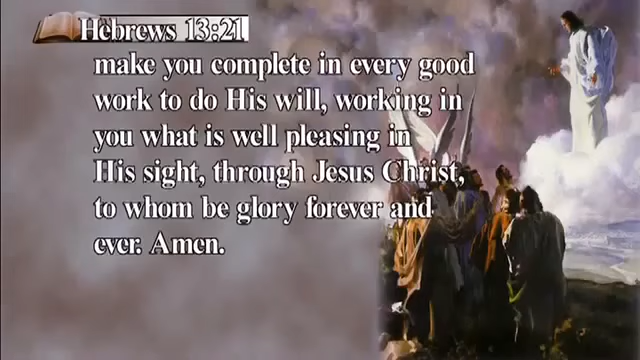 Hebrews 13:21
make you complete in every good
work to do His will, working in
you what is well pleasing in
His sight, through Jesus Christ,
to whom be glory forever and
ever. Amen.